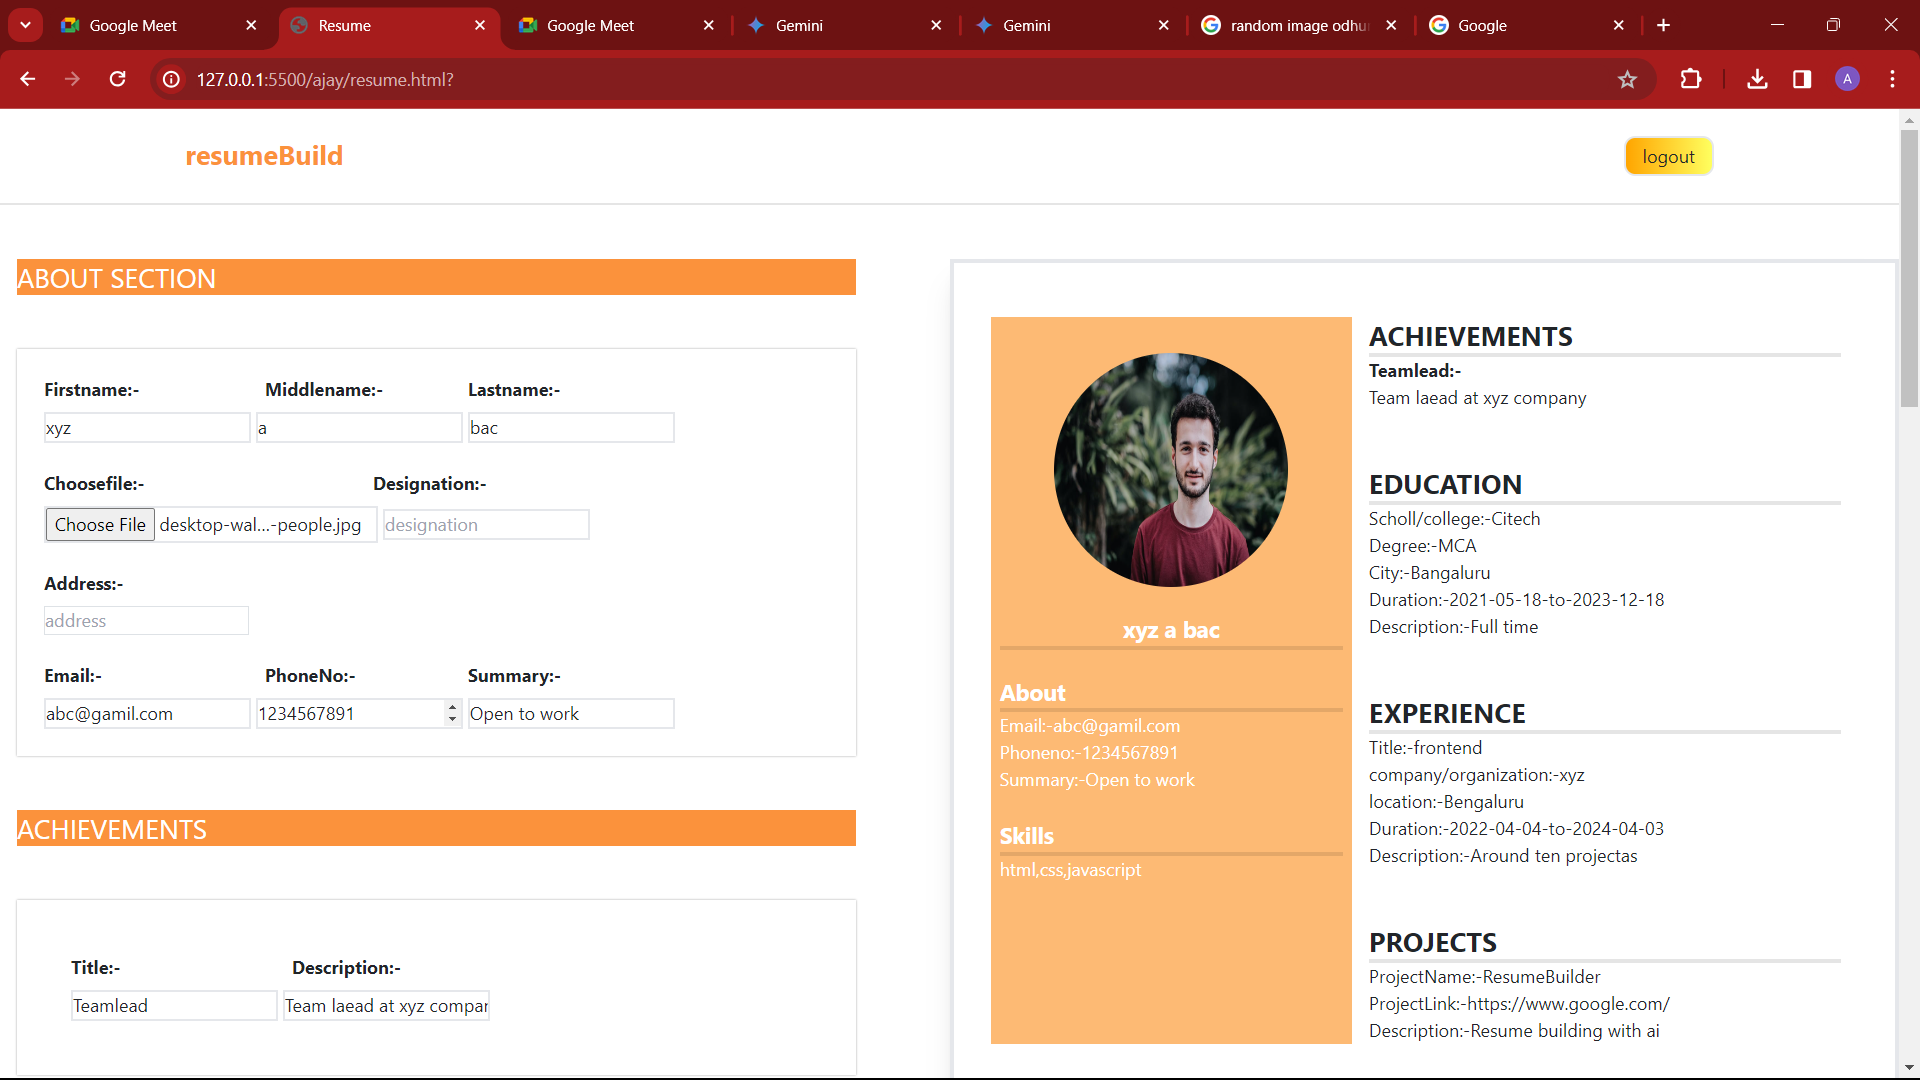 Google Meet
Resume
Google Meet
Gemini
Gemini
random image odhu
Google
127.0.0.1:5500/ajay/resume.html?
A
resumeBuild
logout
ABOUT SECTION
Firstname:- Middlename:- Lastname:-
xyz a bac
Choosefile:- Designation:-
Choose File desktop-wal...-people.jpg designation
Address:-
address
Email:- PhoneNo:- Summary:-
abc@gamil.com 1234567891 Open to work
ACHIEVEMENTS
Title:- Description:-
Teamlead Team laead at xyz compan
xyz a bac
About
Email:-abc@gamil.com
Phoneno:-1234567891
Summary:-Open to work
Skills
html,css,javascript
ACHIEVEMENTS
Teamlead:-
Team laead at xyz company
EDUCATION
Scholl/college:-Citech
Degree:-MCA
City:-Bangaluru
Duration:-2021-05-18-to-2023-12-18
Description:-Full time
EXPERIENCE
Title:-frontend
company/organization:-xyz
location:-Bengaluru
Duration:-2022-04-04-to-2024-04-03
Description:-Around ten projectas
PROJECTS
ProjectName:-ResumeBuilder
ProjectLink:-https://www.google.com/
Description:-Resume building with ai